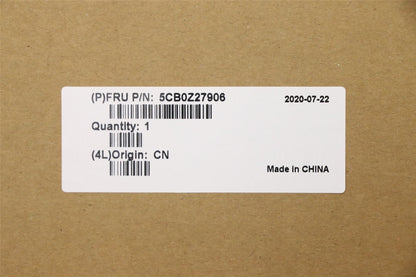 (P)FRU P/N: 5CB0Z27906 2020-07-22
Quantity: 1
(4L)Origin: CN
Made in CHINA